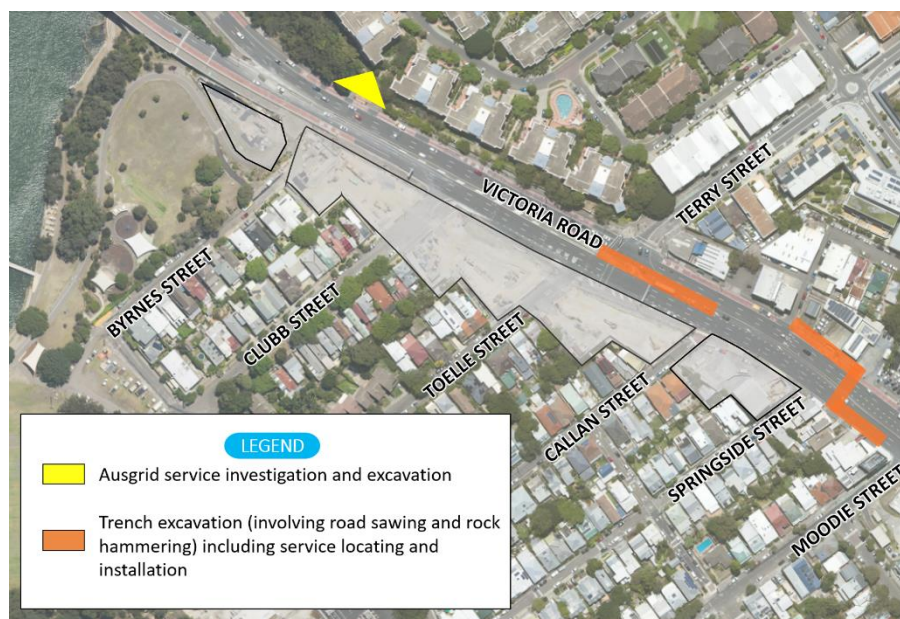 VICTORIA ROAD
TERRY STREET
BYRNES STREET
CLUBB STREET
TOELLE STREET
CALLAN STREET
SPRINGSIDE STREET
MOODIE STREET
LEGEND
Ausgrid service investigation and excavation
Trench excavation (involving road sawing and rock
hammering) including service locating and
installation